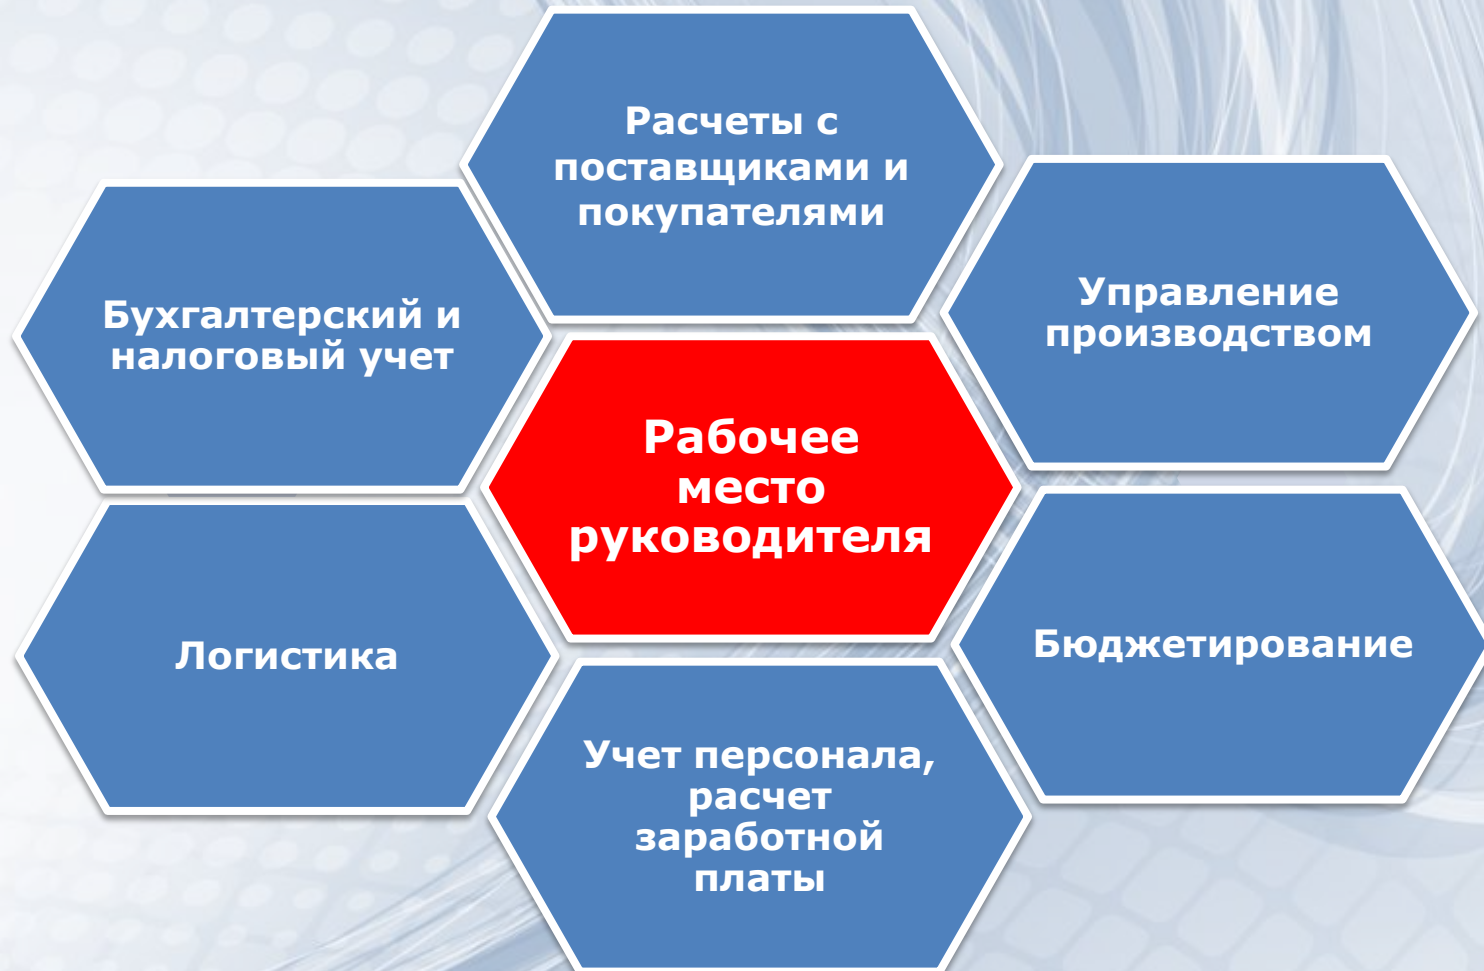 Расчеты с
поставщиками и
покупателями
Бухгалтерский и
налоговый учет
Управление
производством
Рабочее
место
руководителя
Логистика
Бюджетирование
Учет персонала,
расчет
заработной
платы